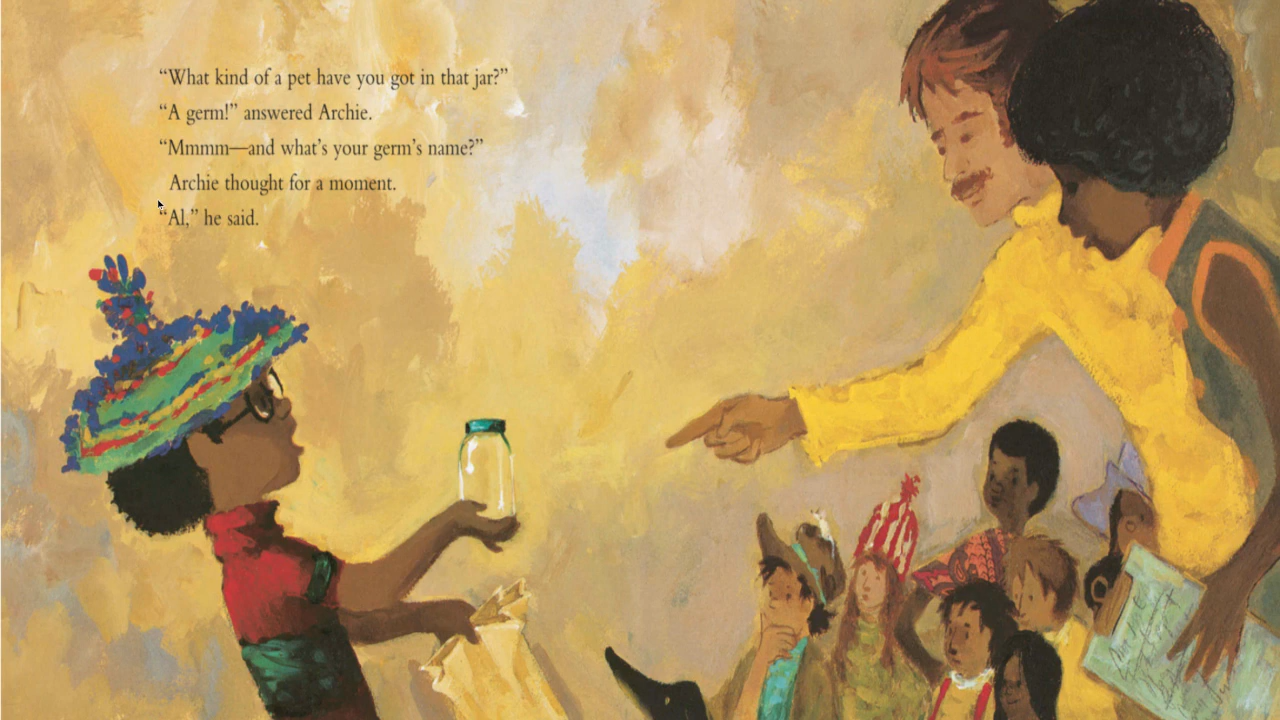 “What kind of a pet have you got in that jar?”
“A germ!” answered Archie.
“Mmmm—and what’s your germ’s name?”
Archie thought for a moment.
“Al,” he said.